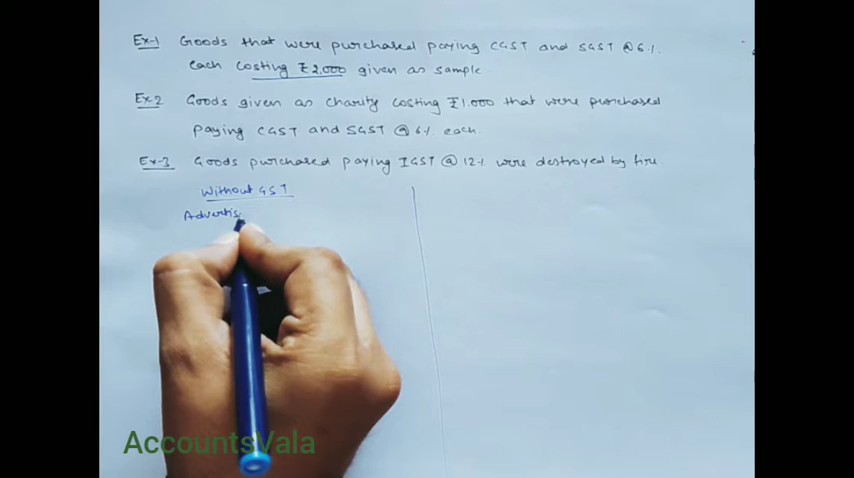 Ex-1 Goods that were purchased paying CGST and SGST @ 6%.
each costing ₹2,000 given as sample.
Ex-2 Goods given as charity costing ₹1,000 that were purchased
paying CGST and SGST @ 6% each.
Ex-3 Goods purchased paying IGST @ 12% were destroyed by fire.
Without GST
Advertis
AccountsVala